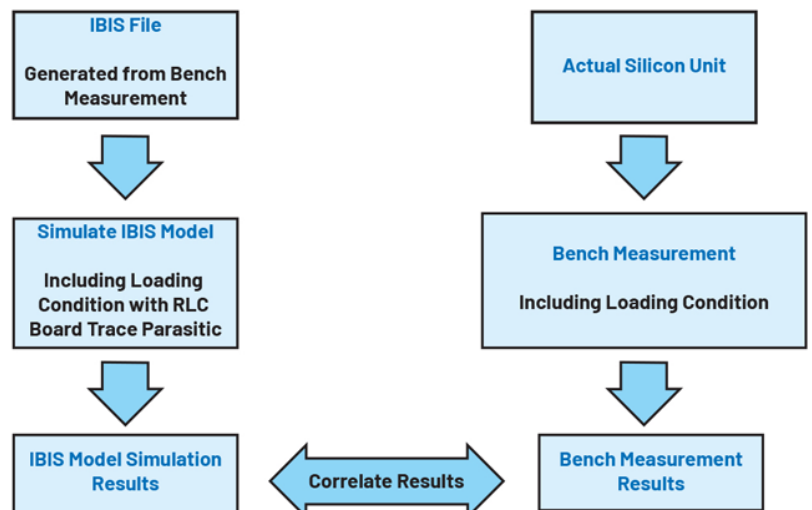 IBIS File
Generated from Bench
Measurement
Actual Silicon Unit
Simulate IBIS Model
Including Loading
Condition with RLC
Board Trace Parasitic
Bench Measurement
Including Loading Condition
IBIS Model Simulation
Results
Correlate Results
Bench Measurement
Results